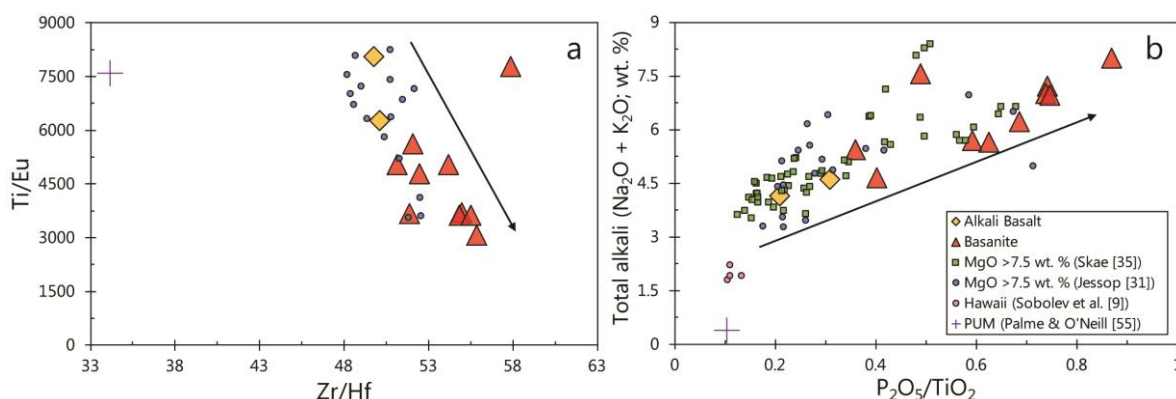 9000
7500
6000
4500
3000
1500
0
Ti/Eu
a
33
38
43
48
53
58
63
Zr/Hf
9
7.5
6
4.5
3
1.5
0
Total alkali (Na₂O + K₂O; wt. %)
b
Alkali Basalt
Basanite
MgO >7.5 wt. % (Skae [35])
MgO >7.5 wt. % (Jessop [31])
Hawaii (Sobolev et al. [9])
PUM (Palme & O'Neill [55])
0
0.2
0.4
0.6
0.8
1
P₂O₅/TiO₂